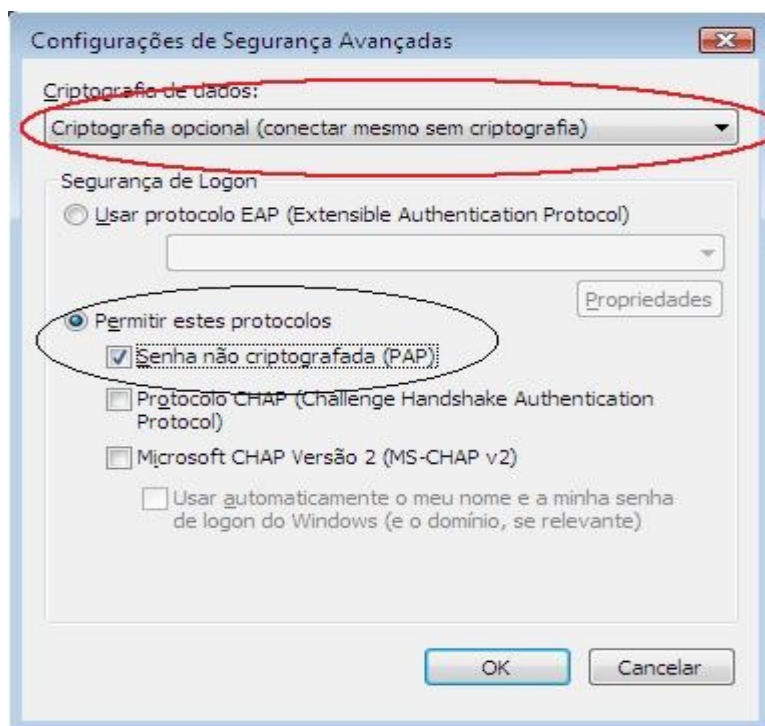 Configurações de Segurança Avançadas
Criptografia de dados:
Criptografia opcional (conectar mesmo sem criptografia)
Segurança de Logon
Usar protocolo EAP (Extensible Authentication Protocol)
Propriedades
Permitir estes protocolos
Senha não criptografada (PAP)
Protocolo CHAP (Challenge Handshake Authentication
Protocol)
Microsoft CHAP Versão 2 (MS-CHAP v2)
Usar automaticamente o meu nome e a minha senha
de logon do Windows (e o domínio, se relevante)
OK
Cancelar